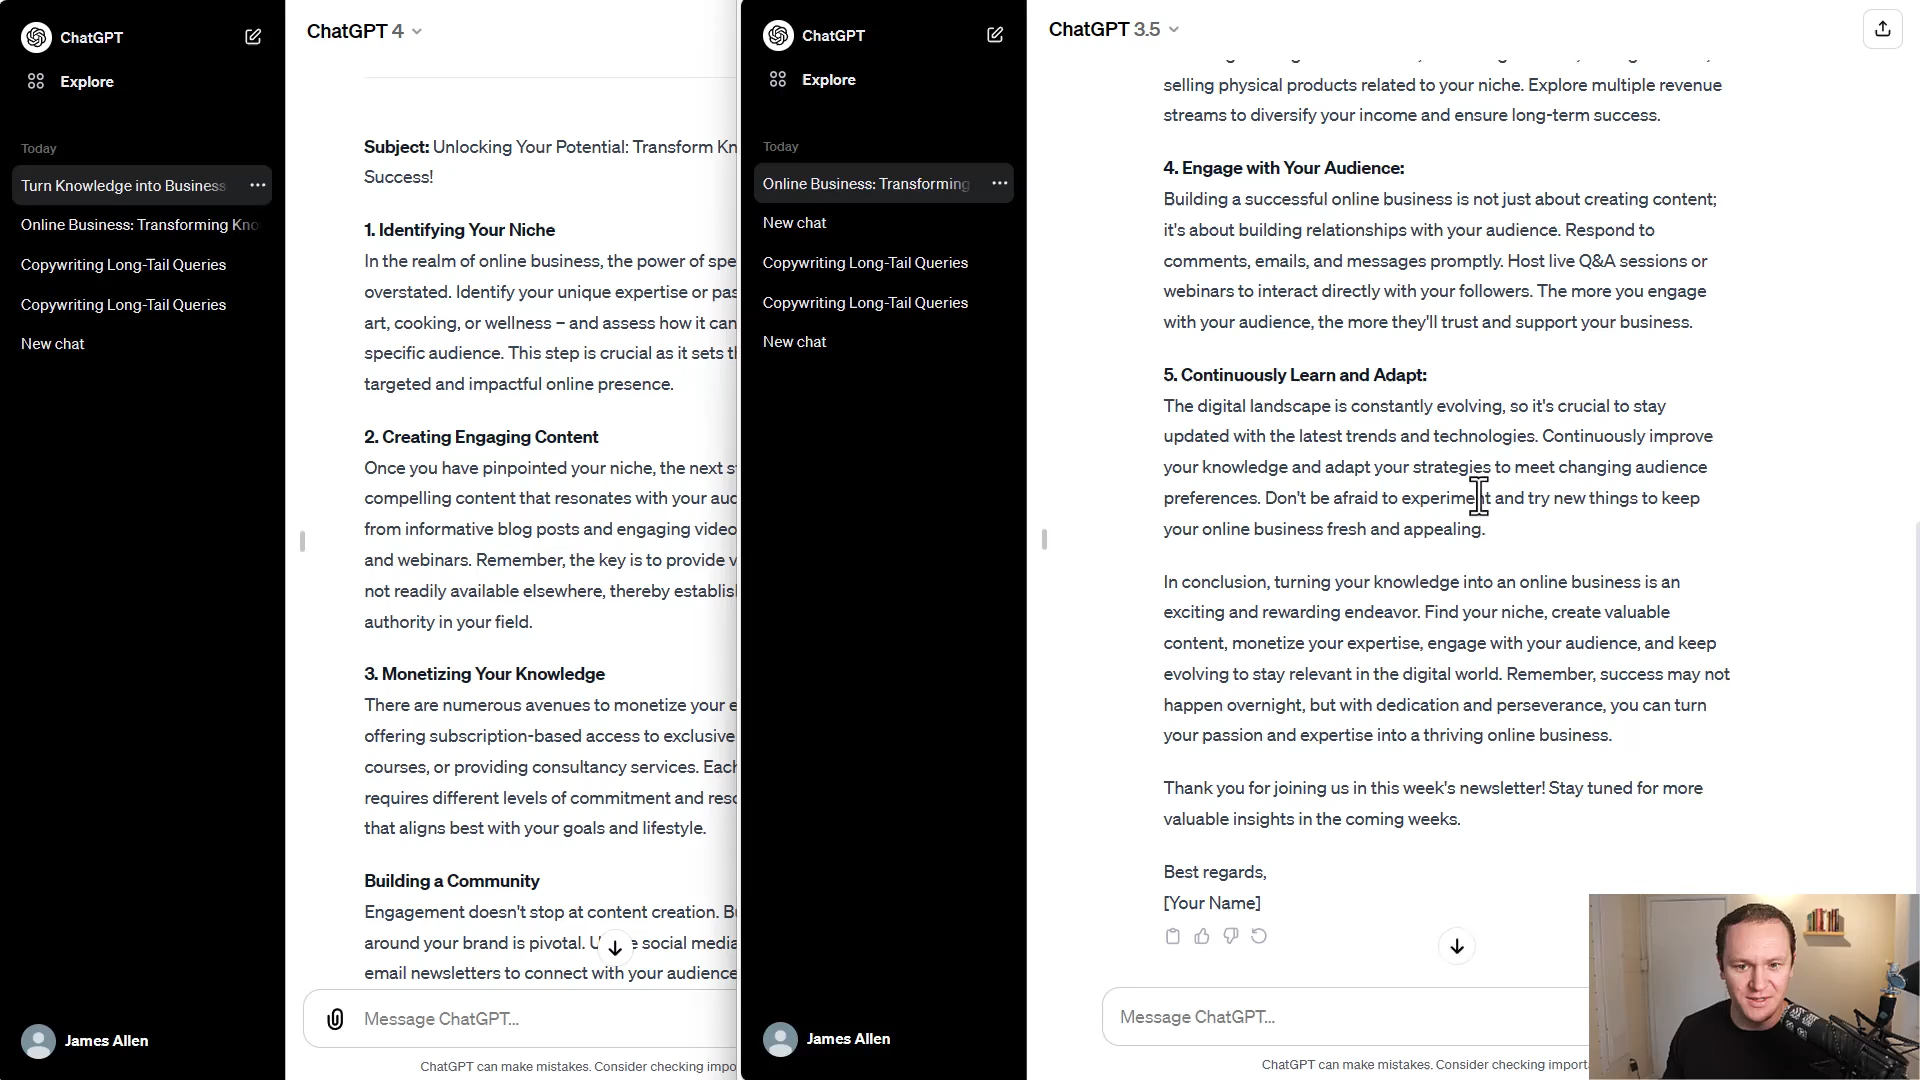 ChatGPT
Explore
Today
Turn Knowledge into Business
Online Business: Transforming Kno
Copywriting Long-Tail Queries
Copywriting Long-Tail Queries
New chat
James Allen
ChatGPT 4
Subject: Unlocking Your Potential: Transform Kn
Success!
1. Identifying Your Niche
In the realm of online business, the power of spe
overstated. Identify your unique expertise or pas
art, cooking, or wellness – and assess how it can
specific audience. This step is crucial as it sets th
targeted and impactful online presence.
2. Creating Engaging Content
Once you have pinpointed your niche, the next s
compelling content that resonates with your aud
from informative blog posts and engaging video
and webinars. Remember, the key is to provide v
not readily available elsewhere, thereby establis
authority in your field.
3. Monetizing Your Knowledge
There are numerous avenues to monetize your e
offering subscription-based access to exclusive
courses, or providing consultancy services. Each
requires different levels of commitment and reso
that aligns best with your goals and lifestyle.
Building a Community
Engagement doesn't stop at content creation. Bu
around your brand is pivotal. U e social media
email newsletters to connect with your audience
Message ChatGPT...
ChatGPT can make mistakes. Consider checking impo
ChatGPT
Explore
Today
Online Business: Transforming
New chat
Copywriting Long-Tail Queries
Copywriting Long-Tail Queries
New chat
James Allen
ChatGPT 3.5
selling physical products related to your niche. Explore multiple revenue
streams to diversify your income and ensure long-term success.
4. Engage with Your Audience:
Building a successful online business is not just about creating content;
it's about building relationships with your audience. Respond to
comments, emails, and messages promptly. Host live Q&A sessions or
webinars to interact directly with your followers. The more you engage
with your audience, the more they'll trust and support your business.
5. Continuously Learn and Adapt:
The digital landscape is constantly evolving, so it's crucial to stay
updated with the latest trends and technologies. Continuously improve
your knowledge and adapt your strategies to meet changing audience
preferences. Don't be afraid to experiment and try new things to keep
your online business fresh and appealing.
In conclusion, turning your knowledge into an online business is an
exciting and rewarding endeavor. Find your niche, create valuable
content, monetize your expertise, engage with your audience, and keep
evolving to stay relevant in the digital world. Remember, success may not
happen overnight, but with dedication and perseverance, you can turn
your passion and expertise into a thriving online business.
Thank you for joining us in this week's newsletter! Stay tuned for more
valuable insights in the coming weeks.
Best regards,
[Your Name]
Message ChatGPT...
ChatGPT can make mistakes. Consider checking import